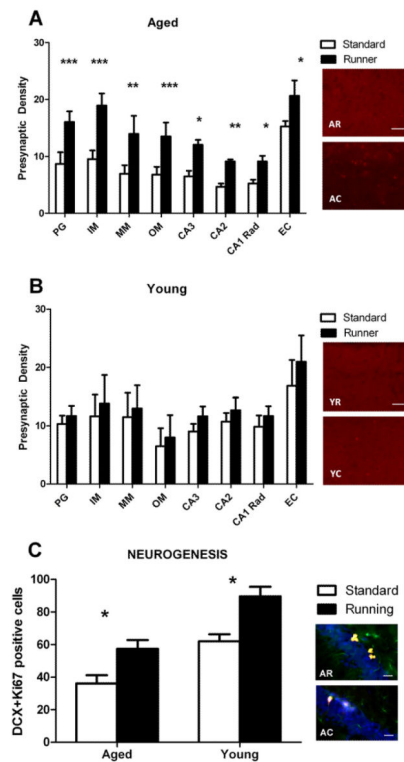 A
Aged
Standard
Runner
Presynaptic Density
30
20
10
0
*** *** ** *** * ** * *
PG IM MM OM CA3 CA2 CA1 Rad EC
AR
AC
B
Young
Standard
Runner
Presynaptic Density
30
20
10
0
PG IM MM OM CA3 CA2 CA1 Rad EC
YR
YC
C
NEUROGENESIS
Standard
Running
DCX+Ki67 positive cells
100
80
60
40
20
0
* *
Aged Young
AR
AC